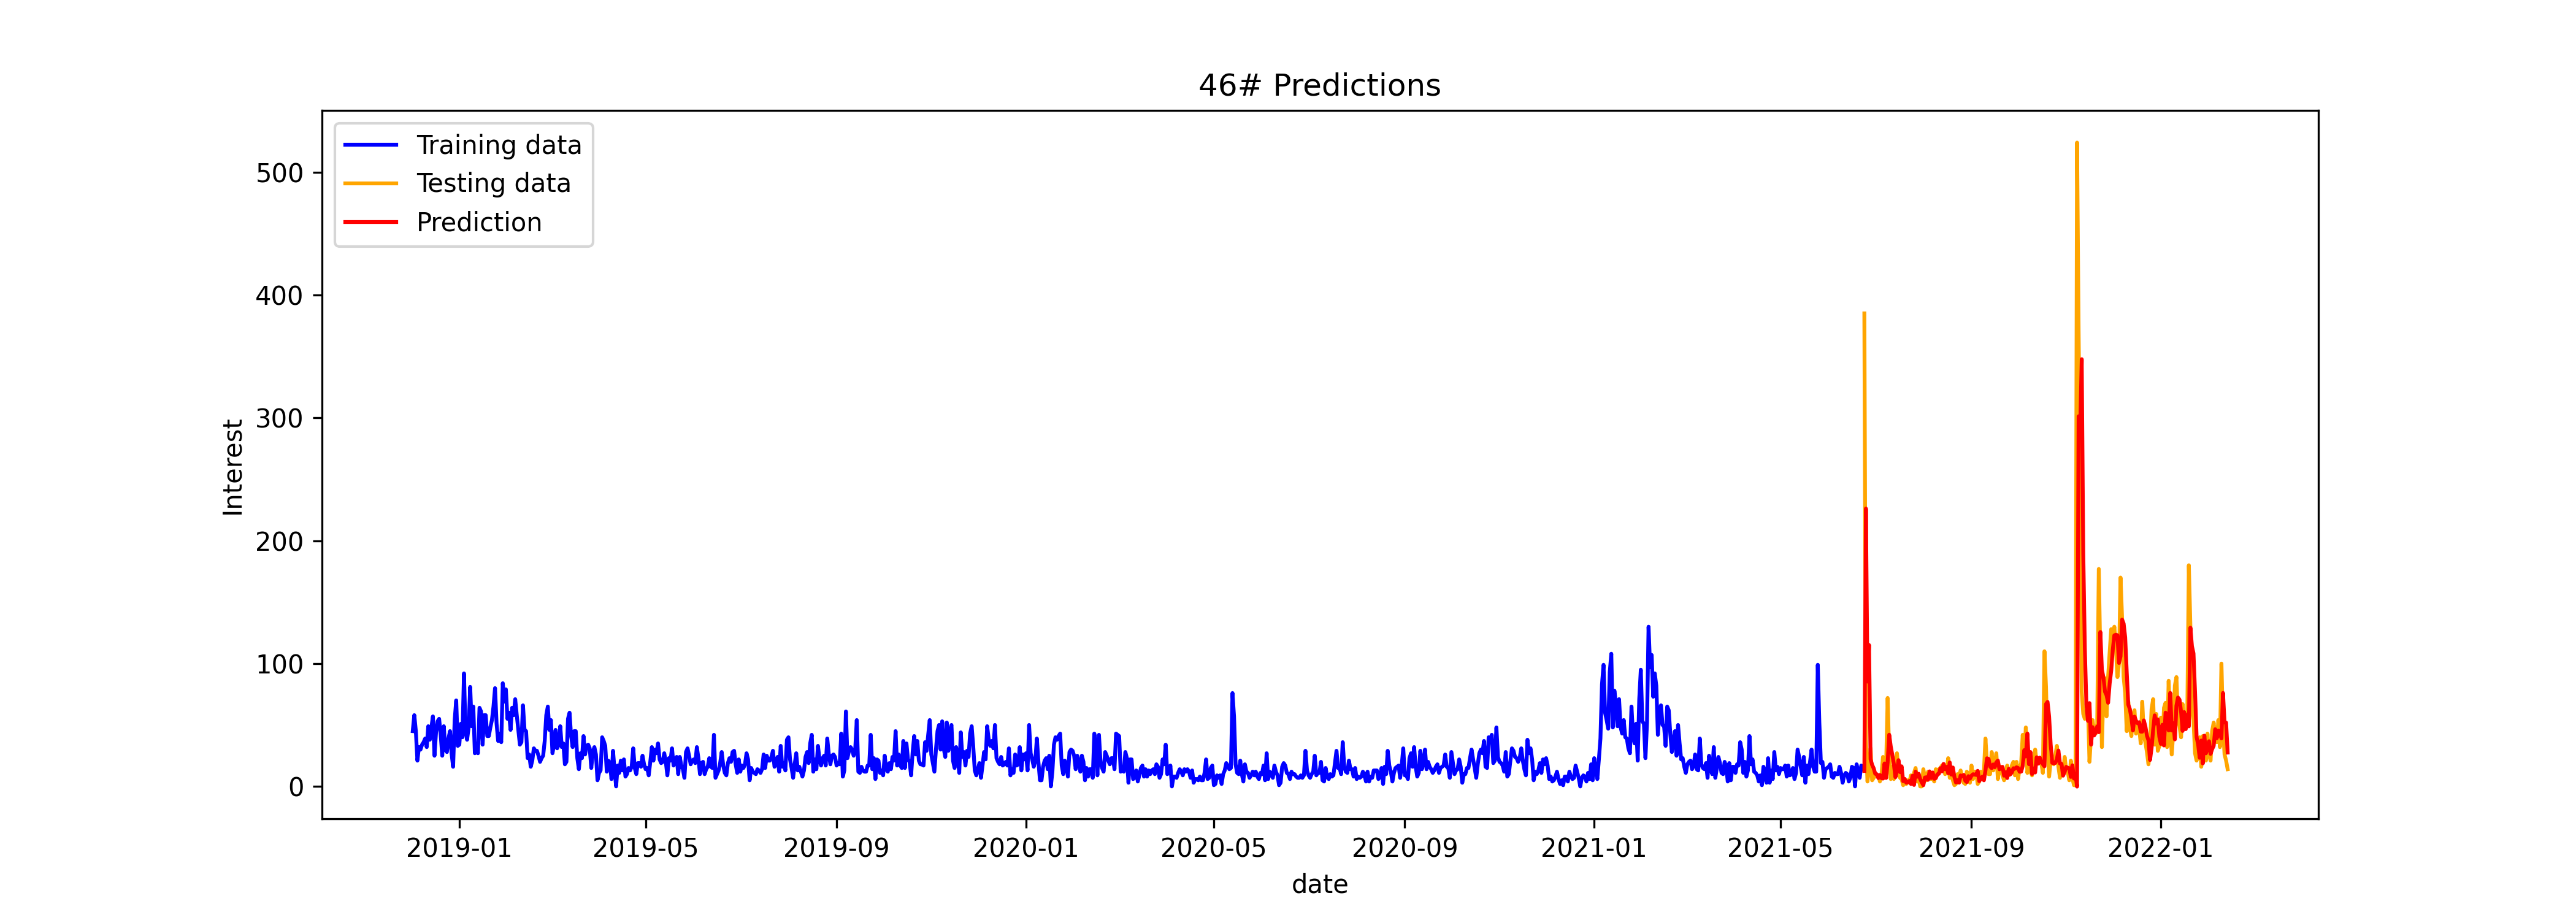 46# Predictions
Training data
Testing data
Prediction
Interest
500
400
300
200
100
0
2019-01 2019-05 2019-09 2020-01 2020-05 2020-09 2021-01 2021-05 2021-09 2022-01
date